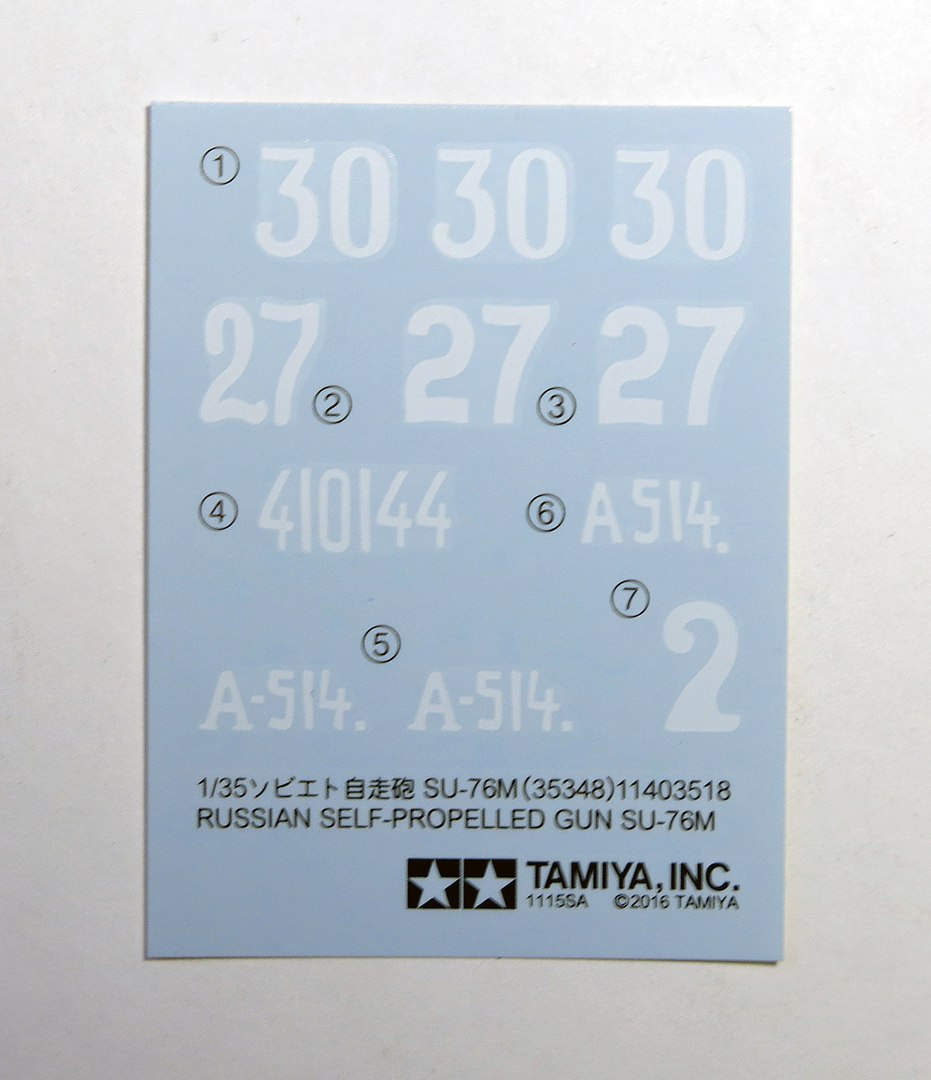 ① 30 30 30
27 ② 27 ③ 27
④ 410144 ⑥ A514.
⑦ 2
⑤
A-514. A-514.
1/35ソビエト自走砲 SU-76M(35348)11403518
RUSSIAN SELF-PROPELLED GUN SU-76M
TAMIYA, INC.
1115SA ©2016 TAMIYA